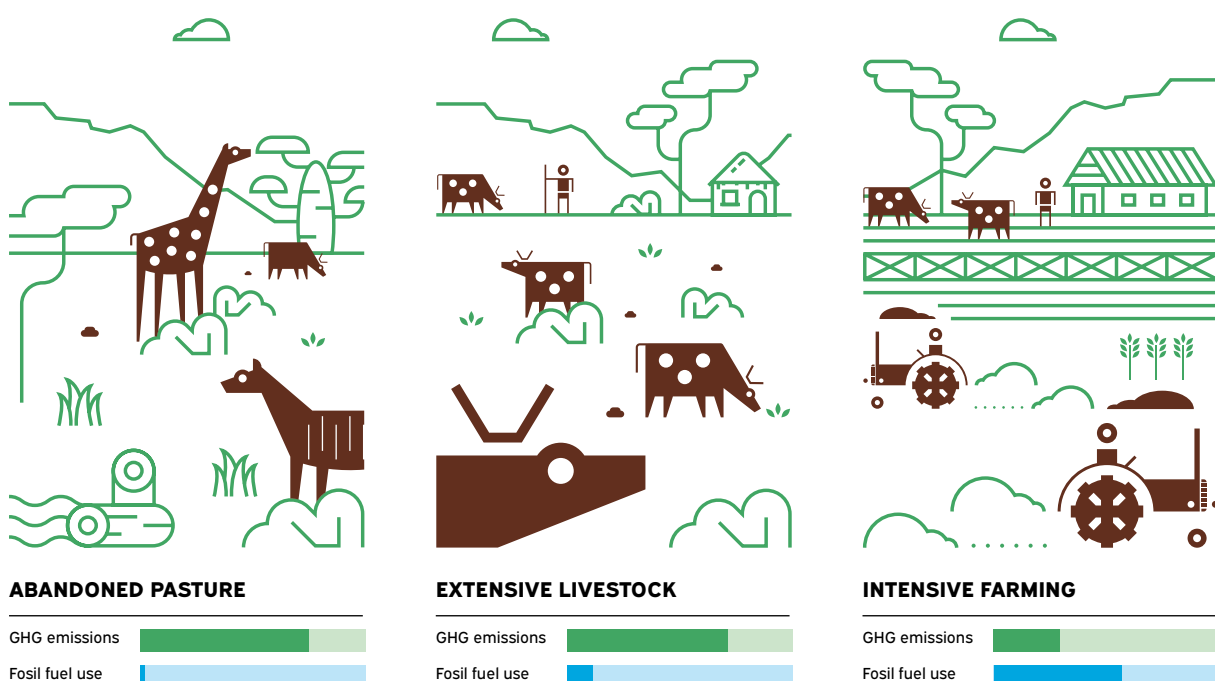 ABANDONED PASTURE
GHG emissions
Fosil fuel use
EXTENSIVE LIVESTOCK
GHG emissions
Fosil fuel use
INTENSIVE FARMING
GHG emissions
Fosil fuel use